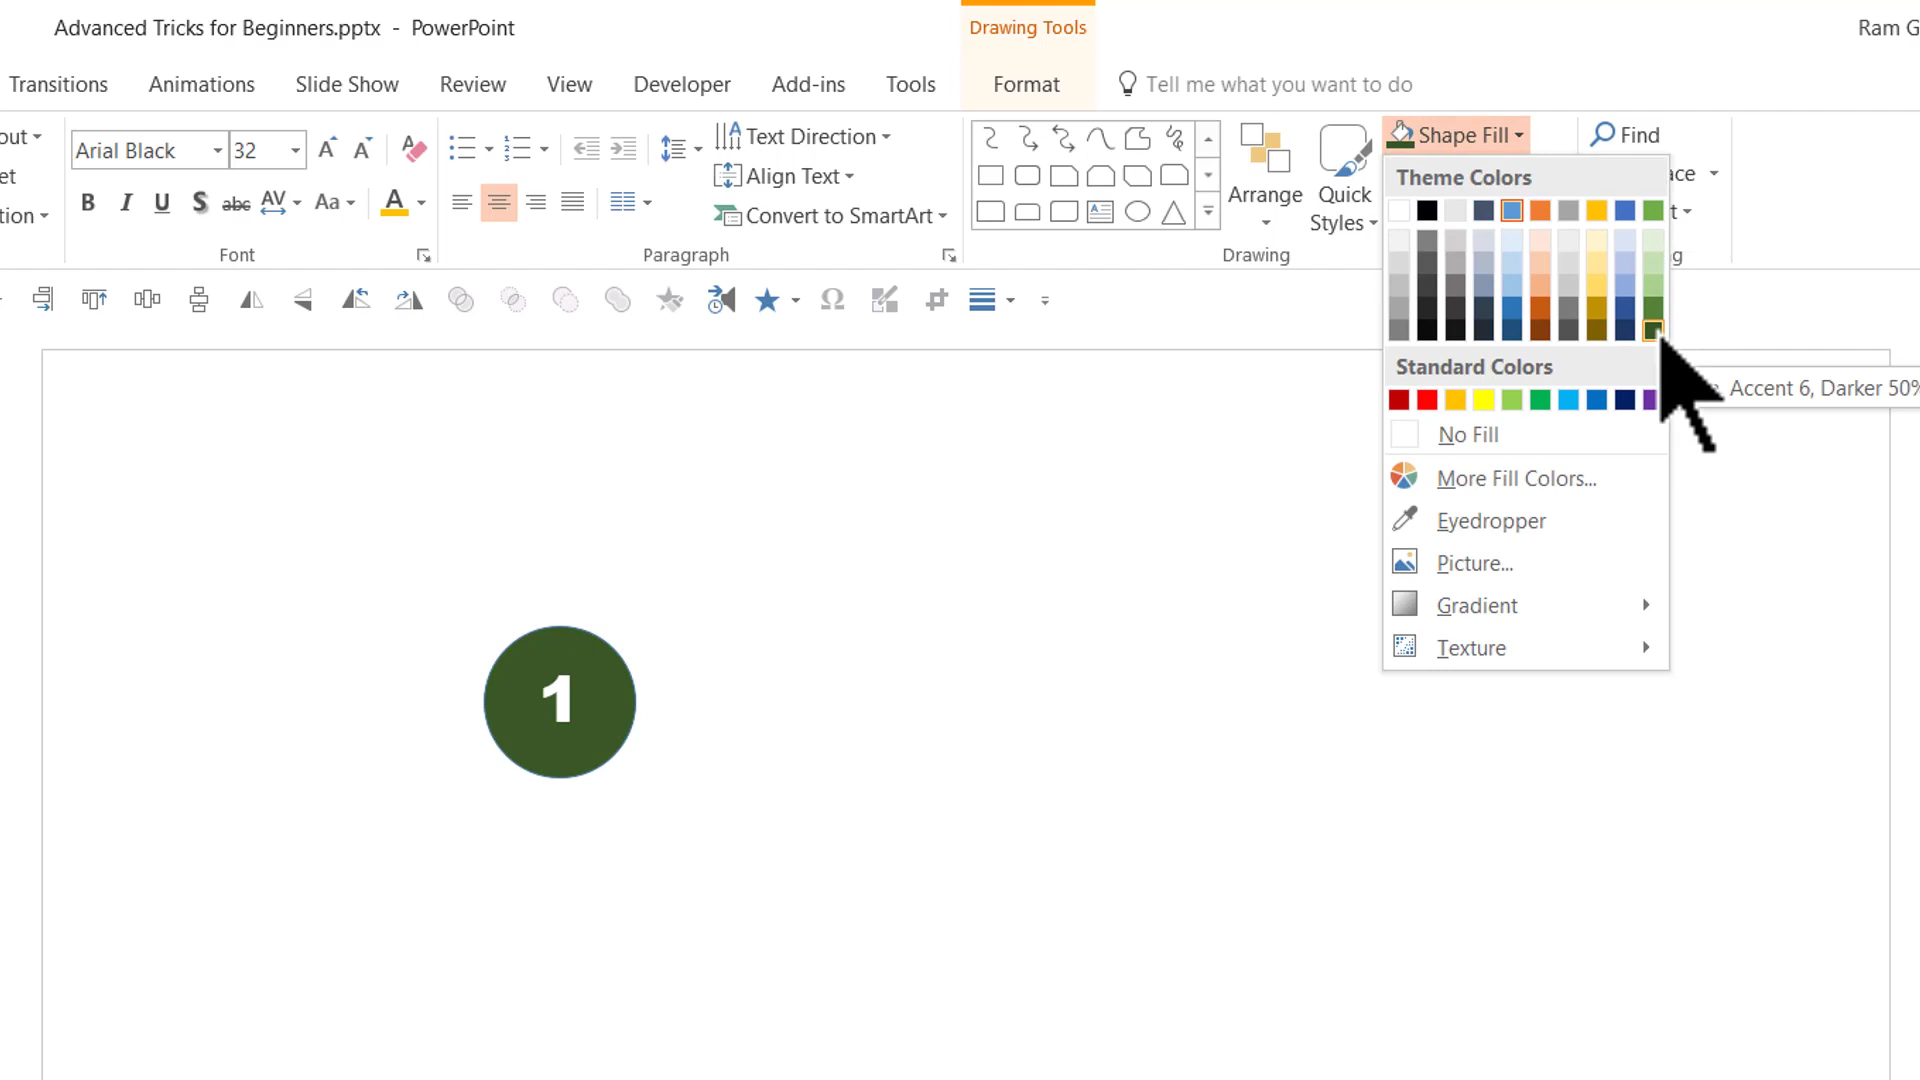 Advanced Tricks for Beginners.pptx - PowerPoint
Drawing Tools
Ram G
Transitions Animations Slide Show Review View Developer Add-ins Tools Format Tell me what you want to do
out
Arial Black 32
Text Direction
Shape Fill
Find
et
Align Text
Arrange
Quick
Styles
Theme Colors
ace
tion
B I U S abc AV Aa A
Convert to SmartArt
t
Font
Paragraph
Drawing
g
Standard Colors
, Accent 6, Darker 50%
No Fill
More Fill Colors...
Eyedropper
Picture...
Gradient
Texture
1